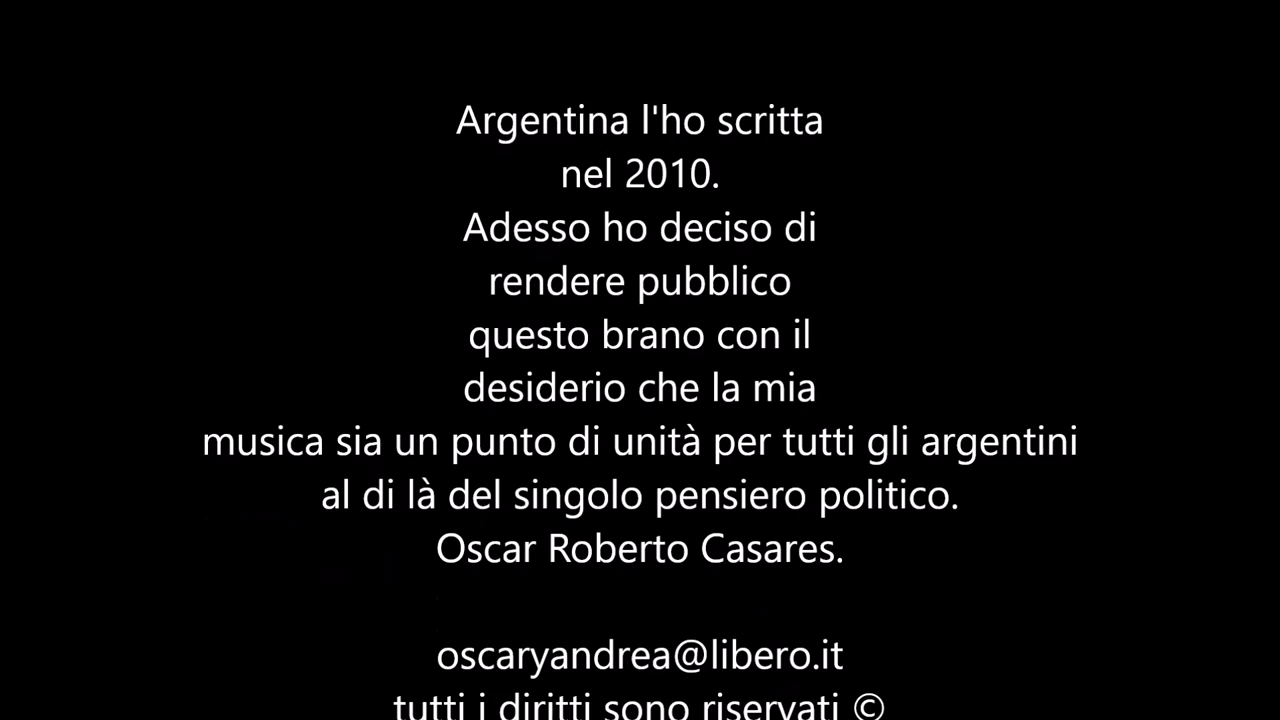 Argentina l'ho scritta
nel 2010.
Adesso ho deciso di
rendere pubblico
questo brano con il
desiderio che la mia
musica sia un punto di unità per tutti gli argentini
al di là del singolo pensiero politico.
Oscar Roberto Casares.
oscaryandrea@libero.it
tutti i diritti sono riservati ©